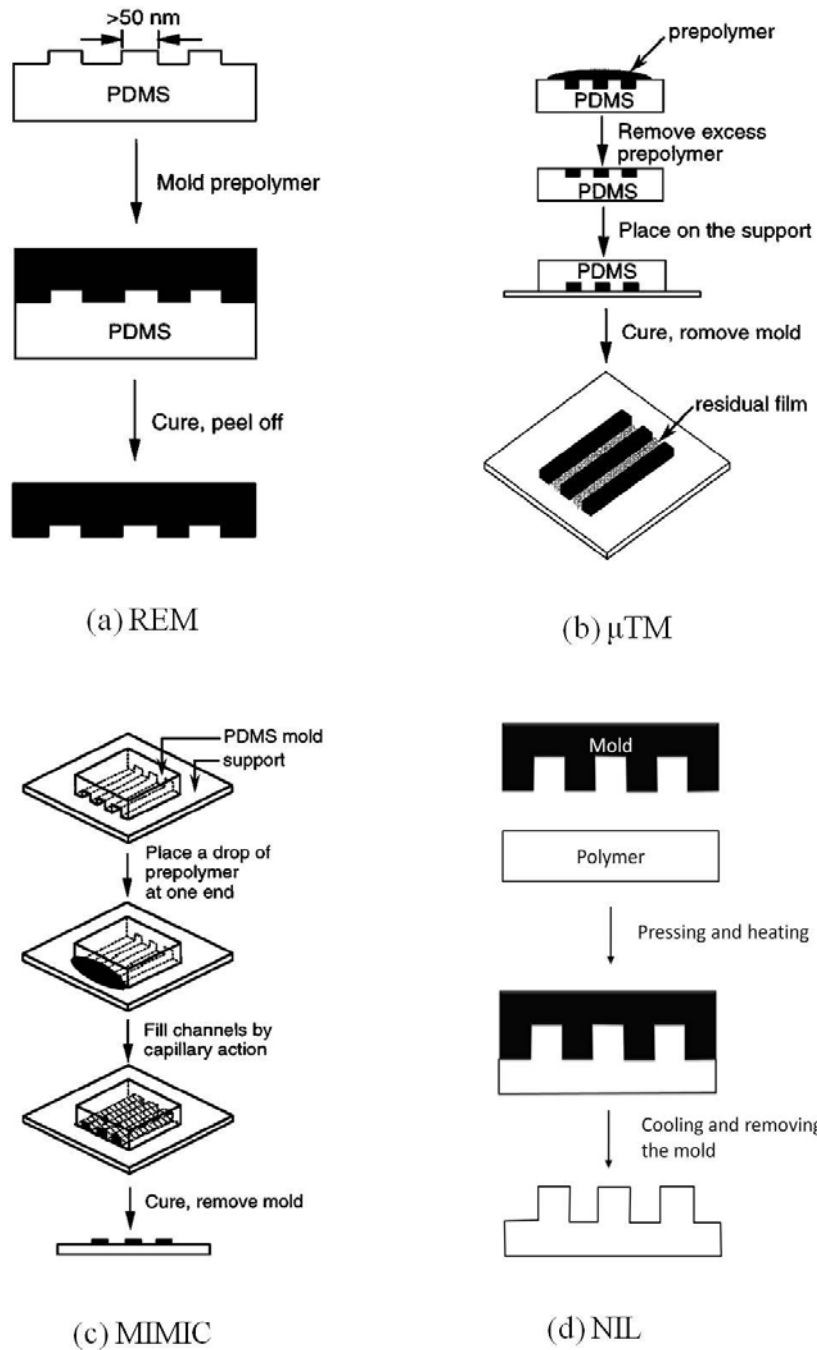 >50 nm
PDMS
Mold prepolymer
PDMS
Cure, peel off
(a) REM
prepolymer
PDMS
Remove excess
prepolymer
PDMS
Place on the support
PDMS
Cure, romove mold
residual film
(b) μTM
PDMS mold
support
Place a drop of
prepolymer
at one end
Fill channels by
capillary action
Cure, remove mold
(c) MIMIC
Mold
Polymer
Pressing and heating
Cooling and removing
the mold
(d) NIL